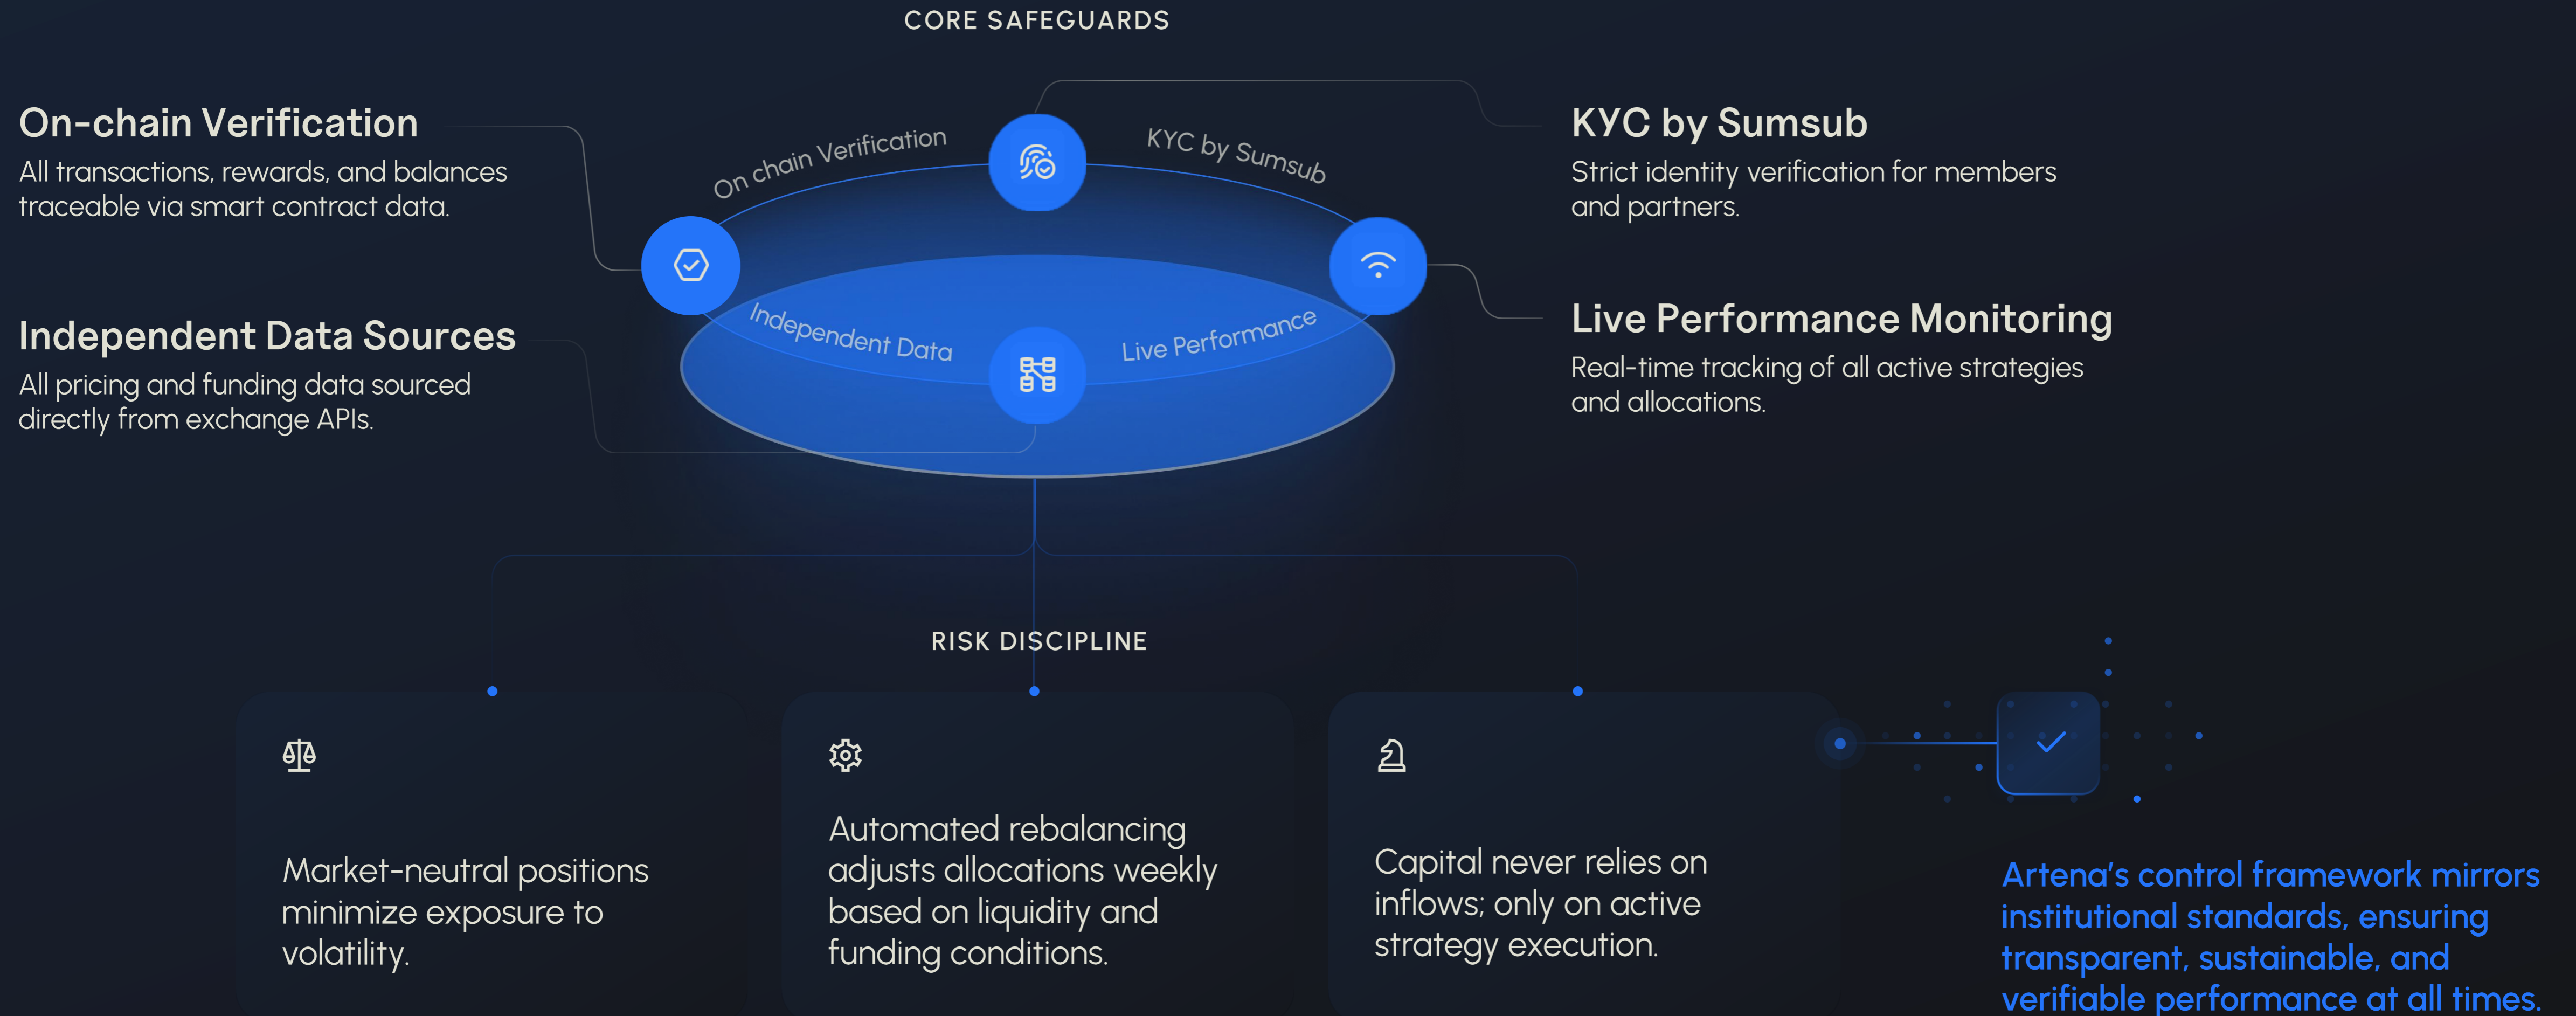 CORE SAFEGUARDS
On-chain Verification
All transactions, rewards, and balances
traceable via smart contract data.
Independent Data Sources
All pricing and funding data sourced
directly from exchange APIs.
On chain Verification
KYC by Sumsub
Independent Data
Live Performance
KYC by Sumsub
Strict identity verification for members
and partners.
Live Performance Monitoring
Real-time tracking of all active strategies
and allocations.
RISK DISCIPLINE
Market-neutral positions
minimize exposure to
volatility.
Automated rebalancing
adjusts allocations weekly
based on liquidity and
funding conditions.
Capital never relies on
inflows; only on active
strategy execution.
Artena’s control framework mirrors
institutional standards, ensuring
transparent, sustainable, and
verifiable performance at all times.